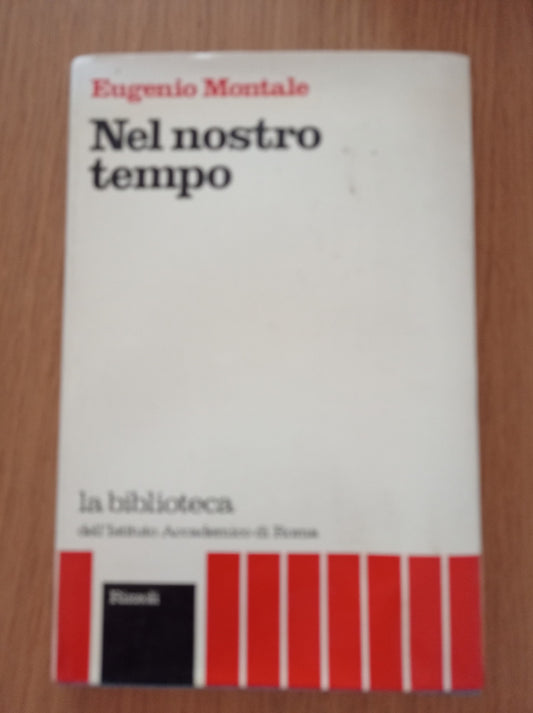 Eugenio Montale
Nel nostro
tempo
la biblioteca
dell'Istituto Accademico di Roma
Rizzoli